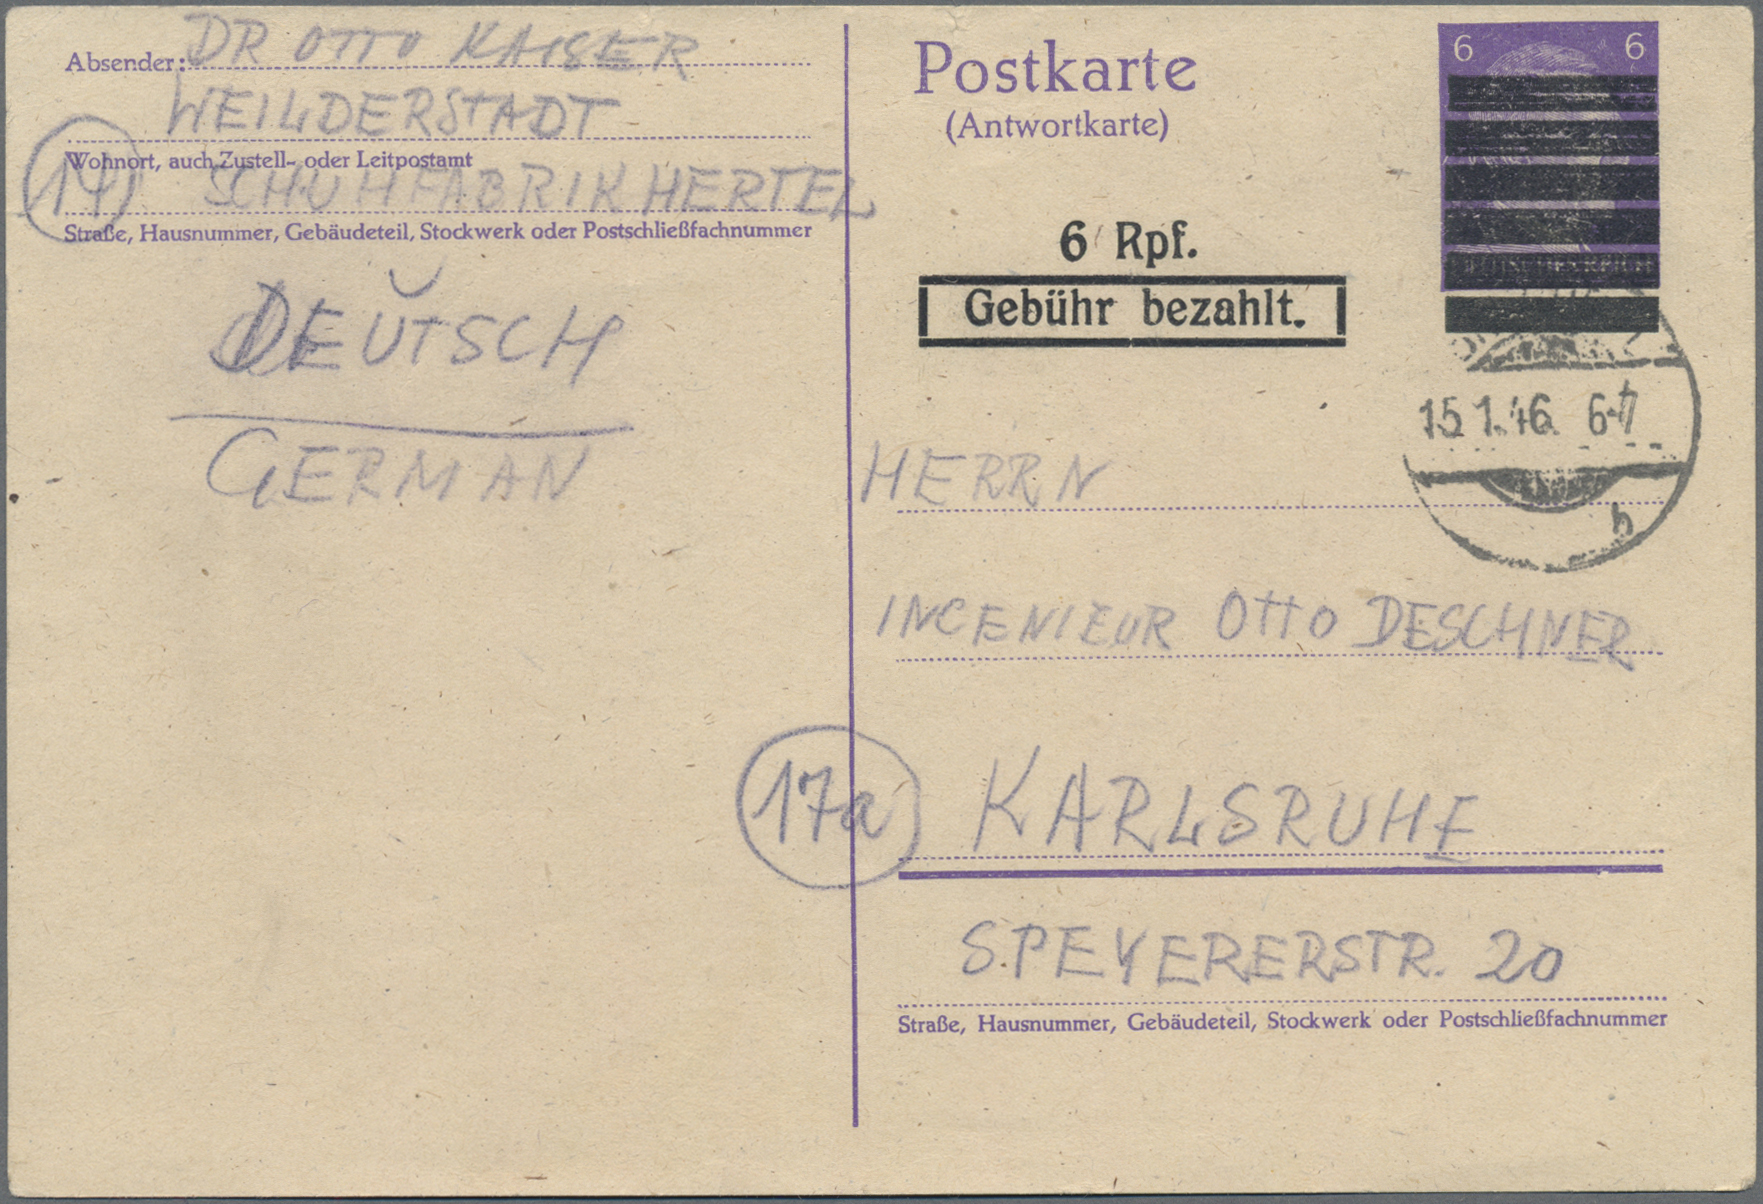 Absender: DR OTTO KAISER
WEILDERSTADT
Wohnort, auch Zustell- oder Leitpostamt
14 SCHUHFABRIK HERTEL
Straße, Hausnummer, Gebäudeteil, Stockwerk oder Postschließfachnummer
DEŬTSCH
GERMAN
Postkarte
(Antwortkarte)
6 6
6 Rpf.
Gebühr bezahlt.
15.1.46. 6-7
h
HERRN
INGENIEUR OTTO DESCHNER
17a KARLSRUHE
SPEYERERSTR. 20
Straße, Hausnummer, Gebäudeteil, Stockwerk oder Postschließfachnummer